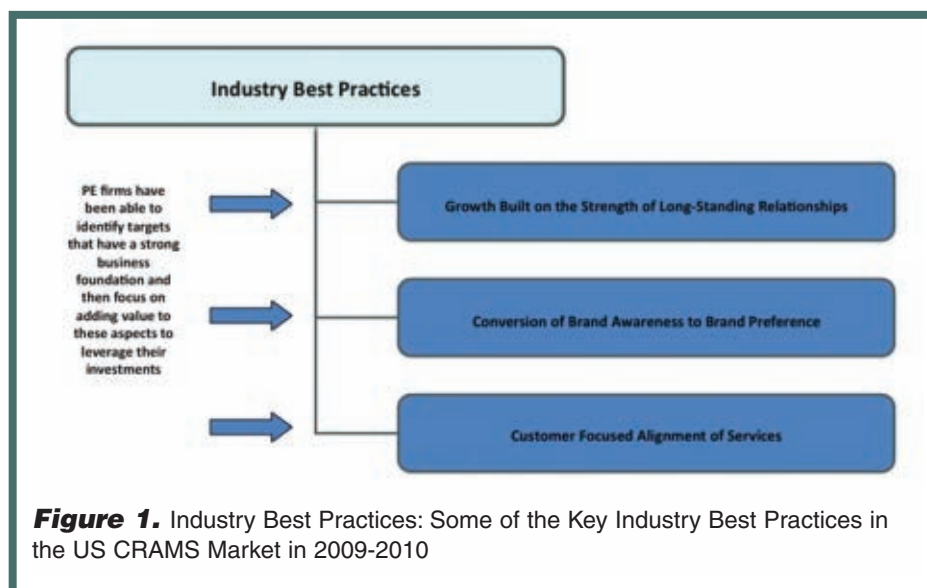 Industry Best Practices
PE firms have
been able to
identify targets
that have a strong
business
foundation and
then focus on
adding value to
these aspects to
leverage their
investments
Growth Built on the Strength of Long-Standing Relationships
Conversion of Brand Awareness to Brand Preference
Customer Focused Alignment of Services
Figure 1. Industry Best Practices: Some of the Key Industry Best Practices in
the US CRAMS Market in 2009-2010